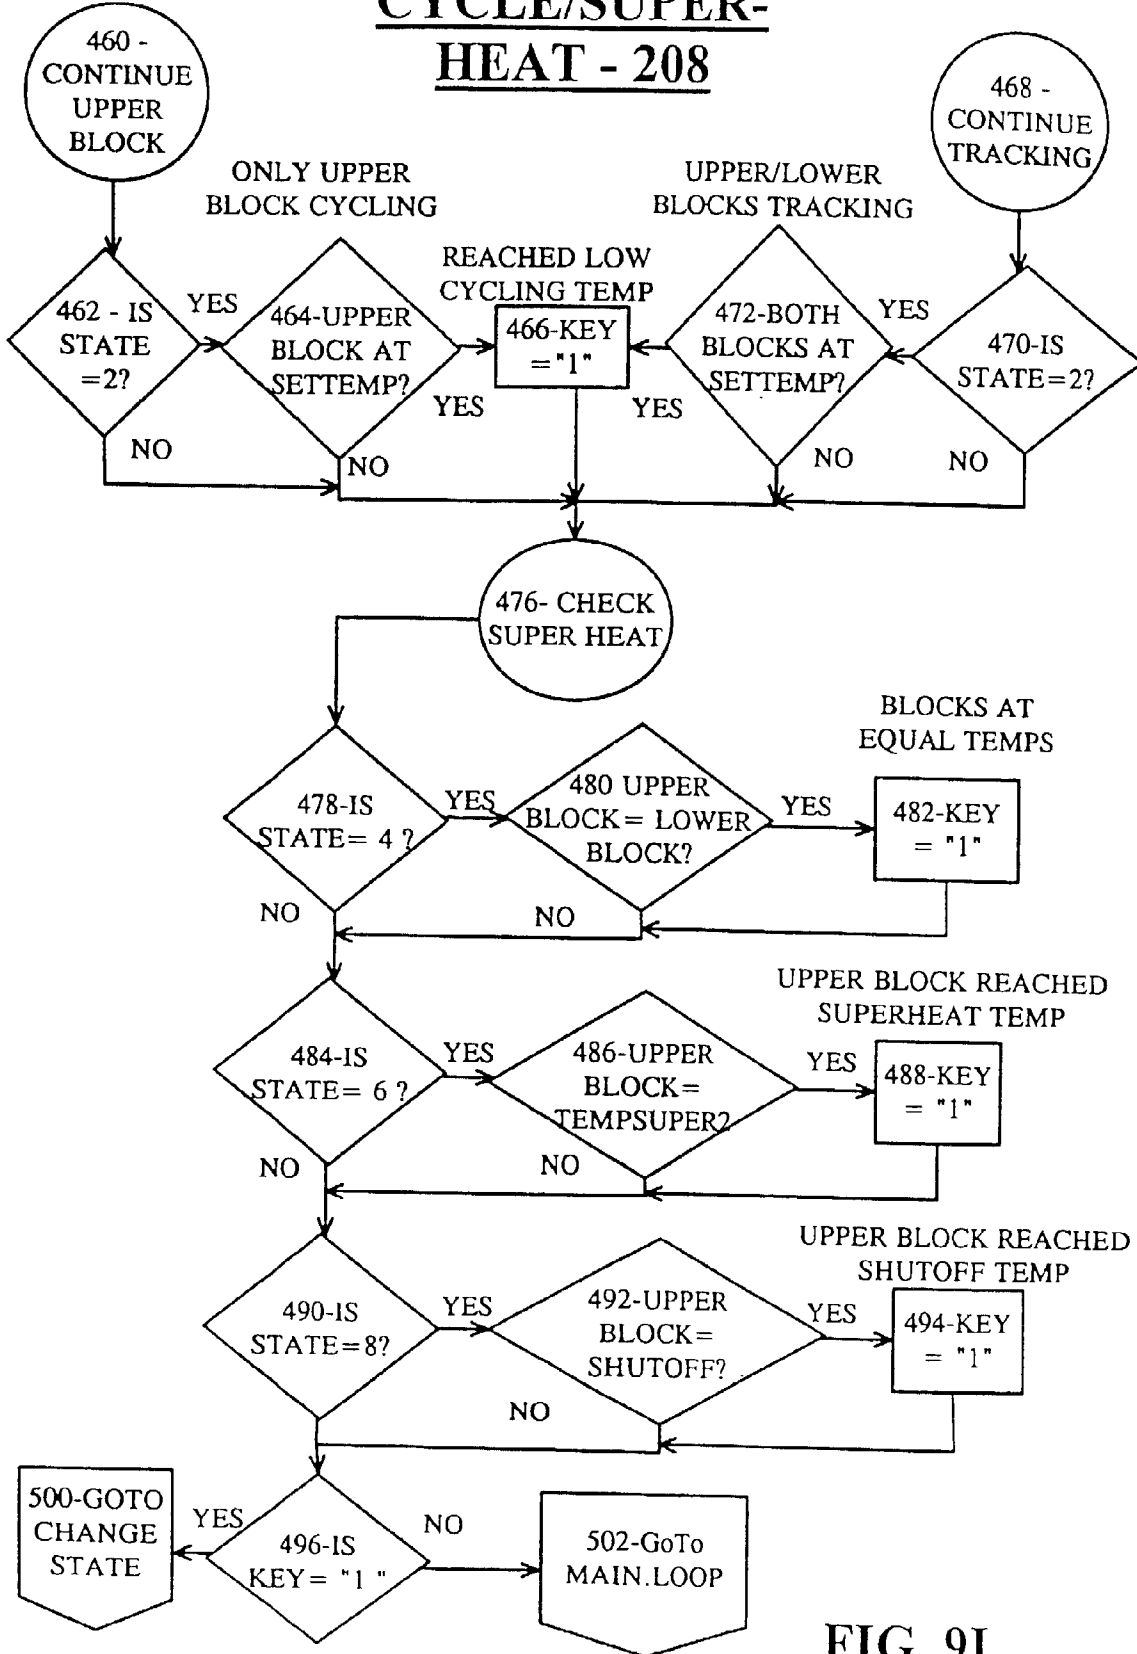 CYCLE/SUPER-
HEAT - 208
460 -
CONTINUE
UPPER
BLOCK
468 -
CONTINUE
TRACKING
ONLY UPPER
BLOCK CYCLING
UPPER/LOWER
BLOCKS TRACKING
REACHED LOW
CYCLING TEMP
462 - IS
STATE
=2?
YES
464-UPPER
BLOCK AT
SETTEMP?
YES
466-KEY
="1"
YES
472-BOTH
BLOCKS AT
SETTEMP?
YES
470-IS
STATE=2?
NO
NO
NO
NO
476- CHECK
SUPER HEAT
BLOCKS AT
EQUAL TEMPS
478-IS
STATE= 4 ?
YES
480 UPPER
BLOCK= LOWER
BLOCK?
YES
482-KEY
= "1"
NO
NO
UPPER BLOCK REACHED
SUPERHEAT TEMP
484-IS
STATE= 6 ?
YES
486-UPPER
BLOCK=
TEMPSUPER2
YES
488-KEY
= "1"
NO
NO
UPPER BLOCK REACHED
SHUTOFF TEMP
490-IS
STATE=8?
YES
492-UPPER
BLOCK=
SHUTOFF?
YES
494-KEY
= "1"
NO
500-GOTO
CHANGE
STATE
YES
496-IS
KEY= "1 "
NO
502-GoTo
MAIN.LOOP
FIG. 9I